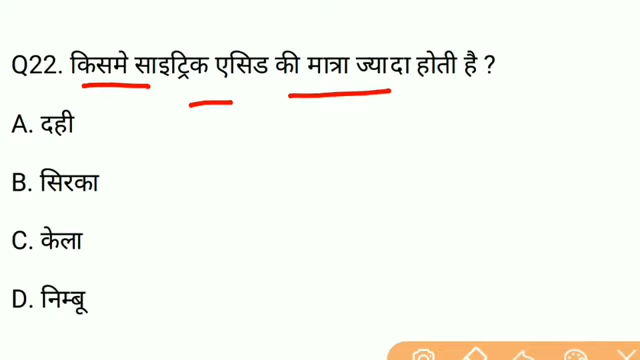 Q22. किसमे साइट्रिक एसिड की मात्रा ज्यादा होती है ?
A. दही
B. सिरका
C. केला
D. निम्बू